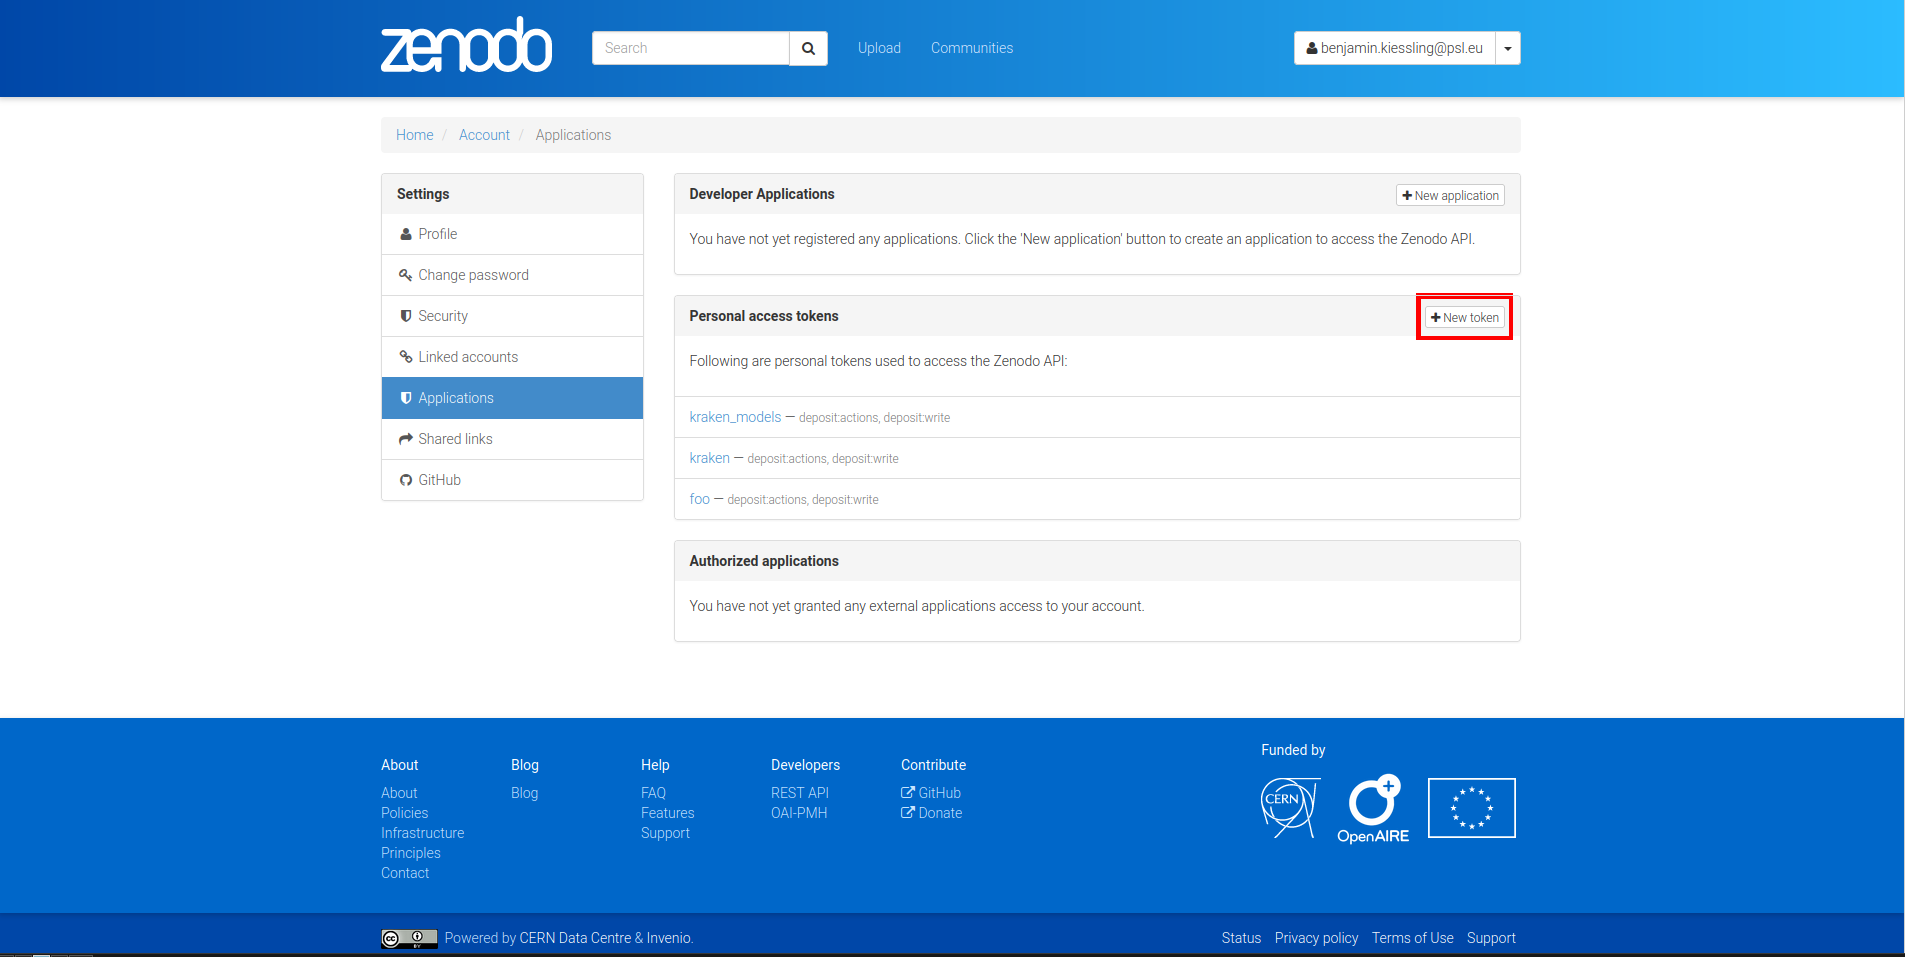 zenodo
Search
Upload
Communities
benjamin.kiessling@psl.eu
Home / Account / Applications
Settings
Profile
Change password
Security
Linked accounts
Applications
Shared links
GitHub
Developer Applications
New application
You have not yet registered any applications. Click the 'New application' button to create an application to access the Zenodo API.
Personal access tokens
New token
Following are personal tokens used to access the Zenodo API:
kraken_models — deposit:actions, deposit:write
kraken — deposit:actions, deposit:write
foo — deposit:actions, deposit:write
Authorized applications
You have not yet granted any external applications access to your account.
About
About
Policies
Infrastructure
Principles
Contact
Blog
Blog
Help
FAQ
Features
Support
Developers
REST API
OAI-PMH
Contribute
GitHub
Donate
Funded by
CERN
OpenAIRE
cc BY
Powered by CERN Data Centre & Invenio.
Status
Privacy policy
Terms of Use
Support